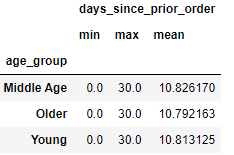 days_since_prior_order
min max mean
age_group
Middle Age 0.0 30.0 10.826170
Older 0.0 30.0 10.792163
Young 0.0 30.0 10.813125